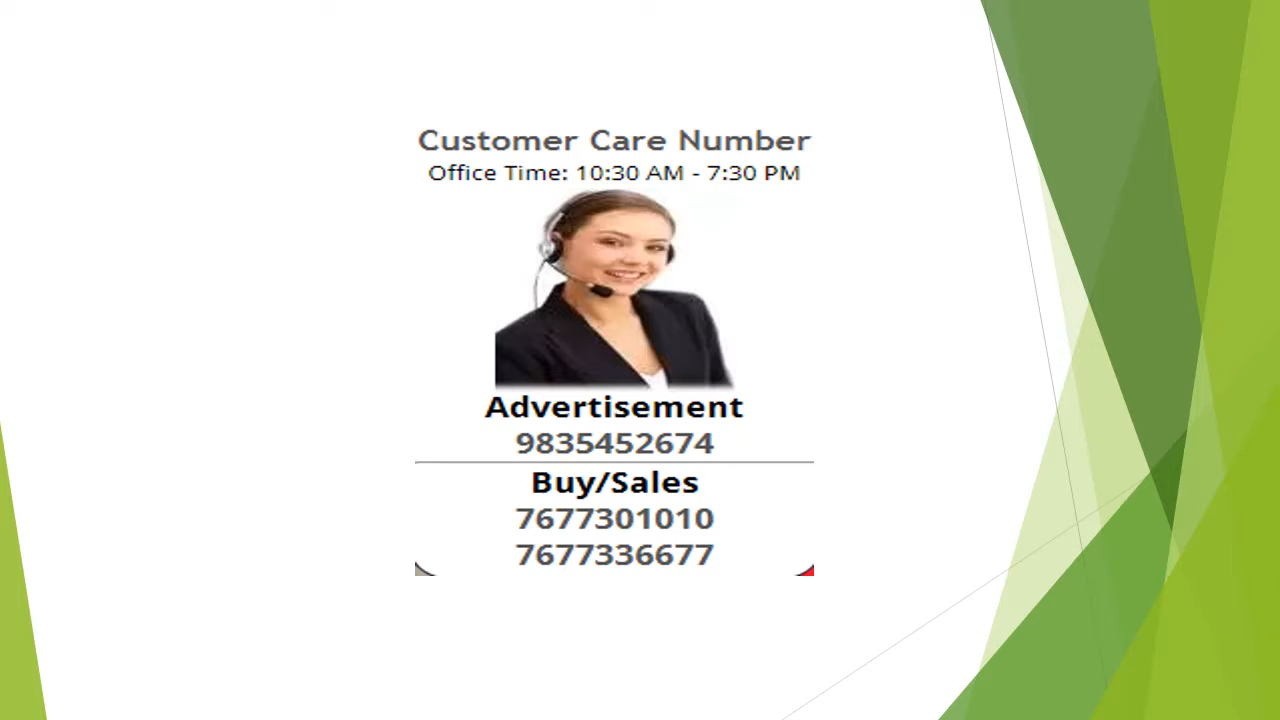 Customer Care Number
Office Time: 10:30 AM - 7:30 PM
Advertisement
9835452674
Buy/Sales
7677301010
7677336677